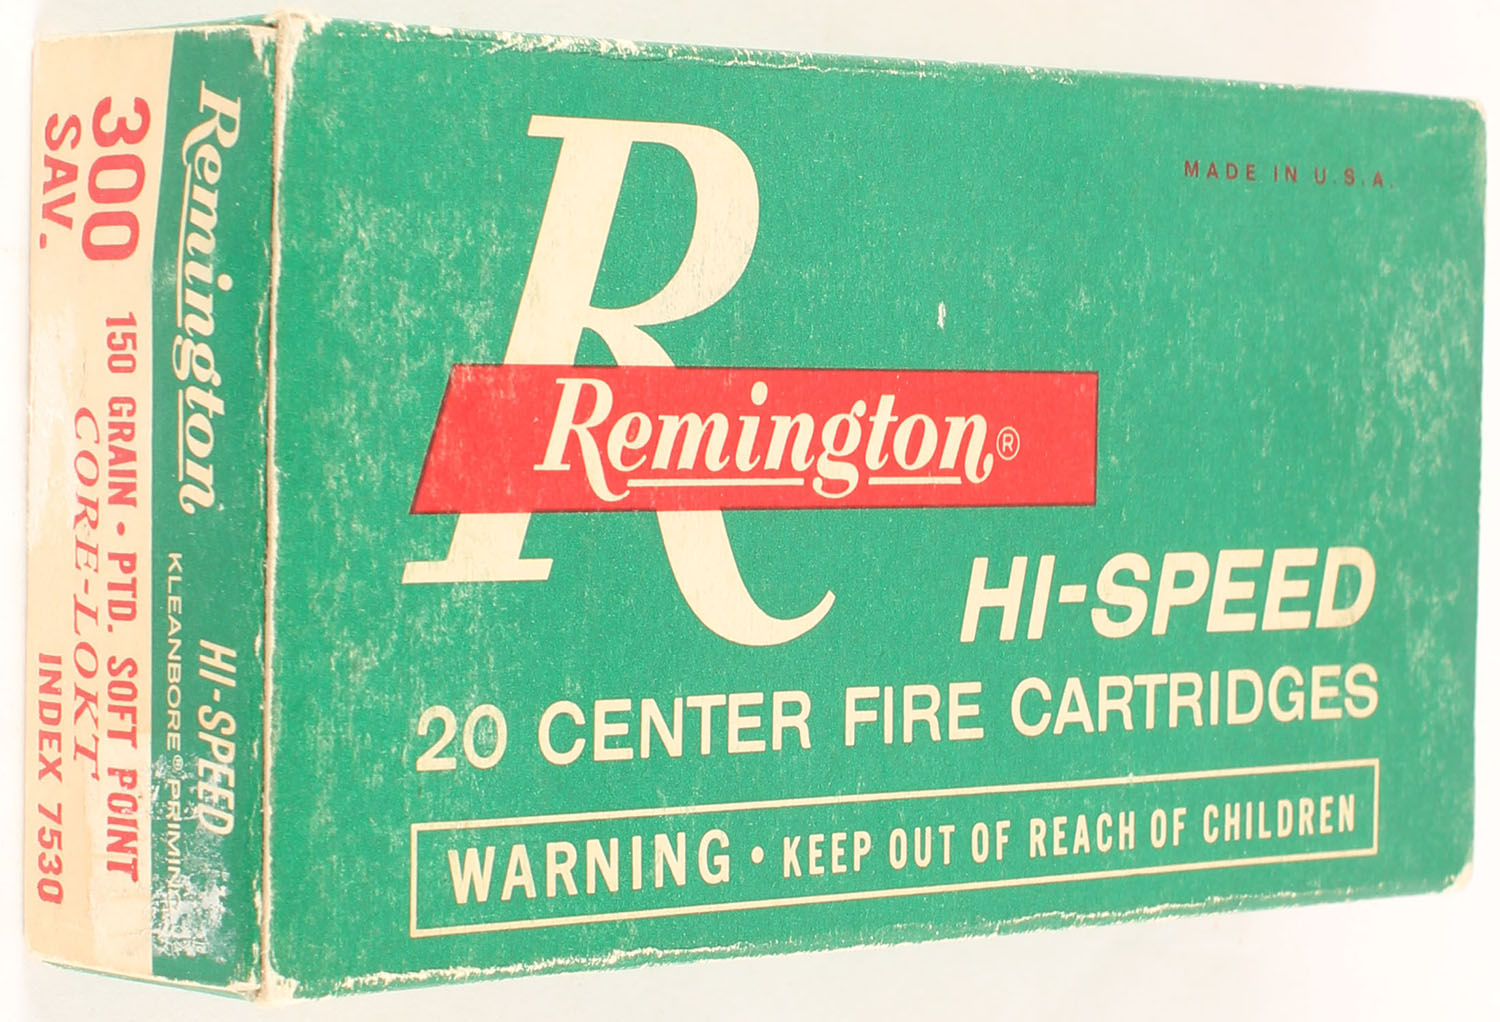 MADE IN U.S.A.
R
Remington®
HI-SPEED
20 CENTER FIRE CARTRIDGES
WARNING • KEEP OUT OF REACH OF CHILDREN
Remington HI-SPEED
KLEANBORE® PRIMING
300 150 GRAIN • PTD. SOFT POINT
SAV. CORE-LOKT
INDEX 7530